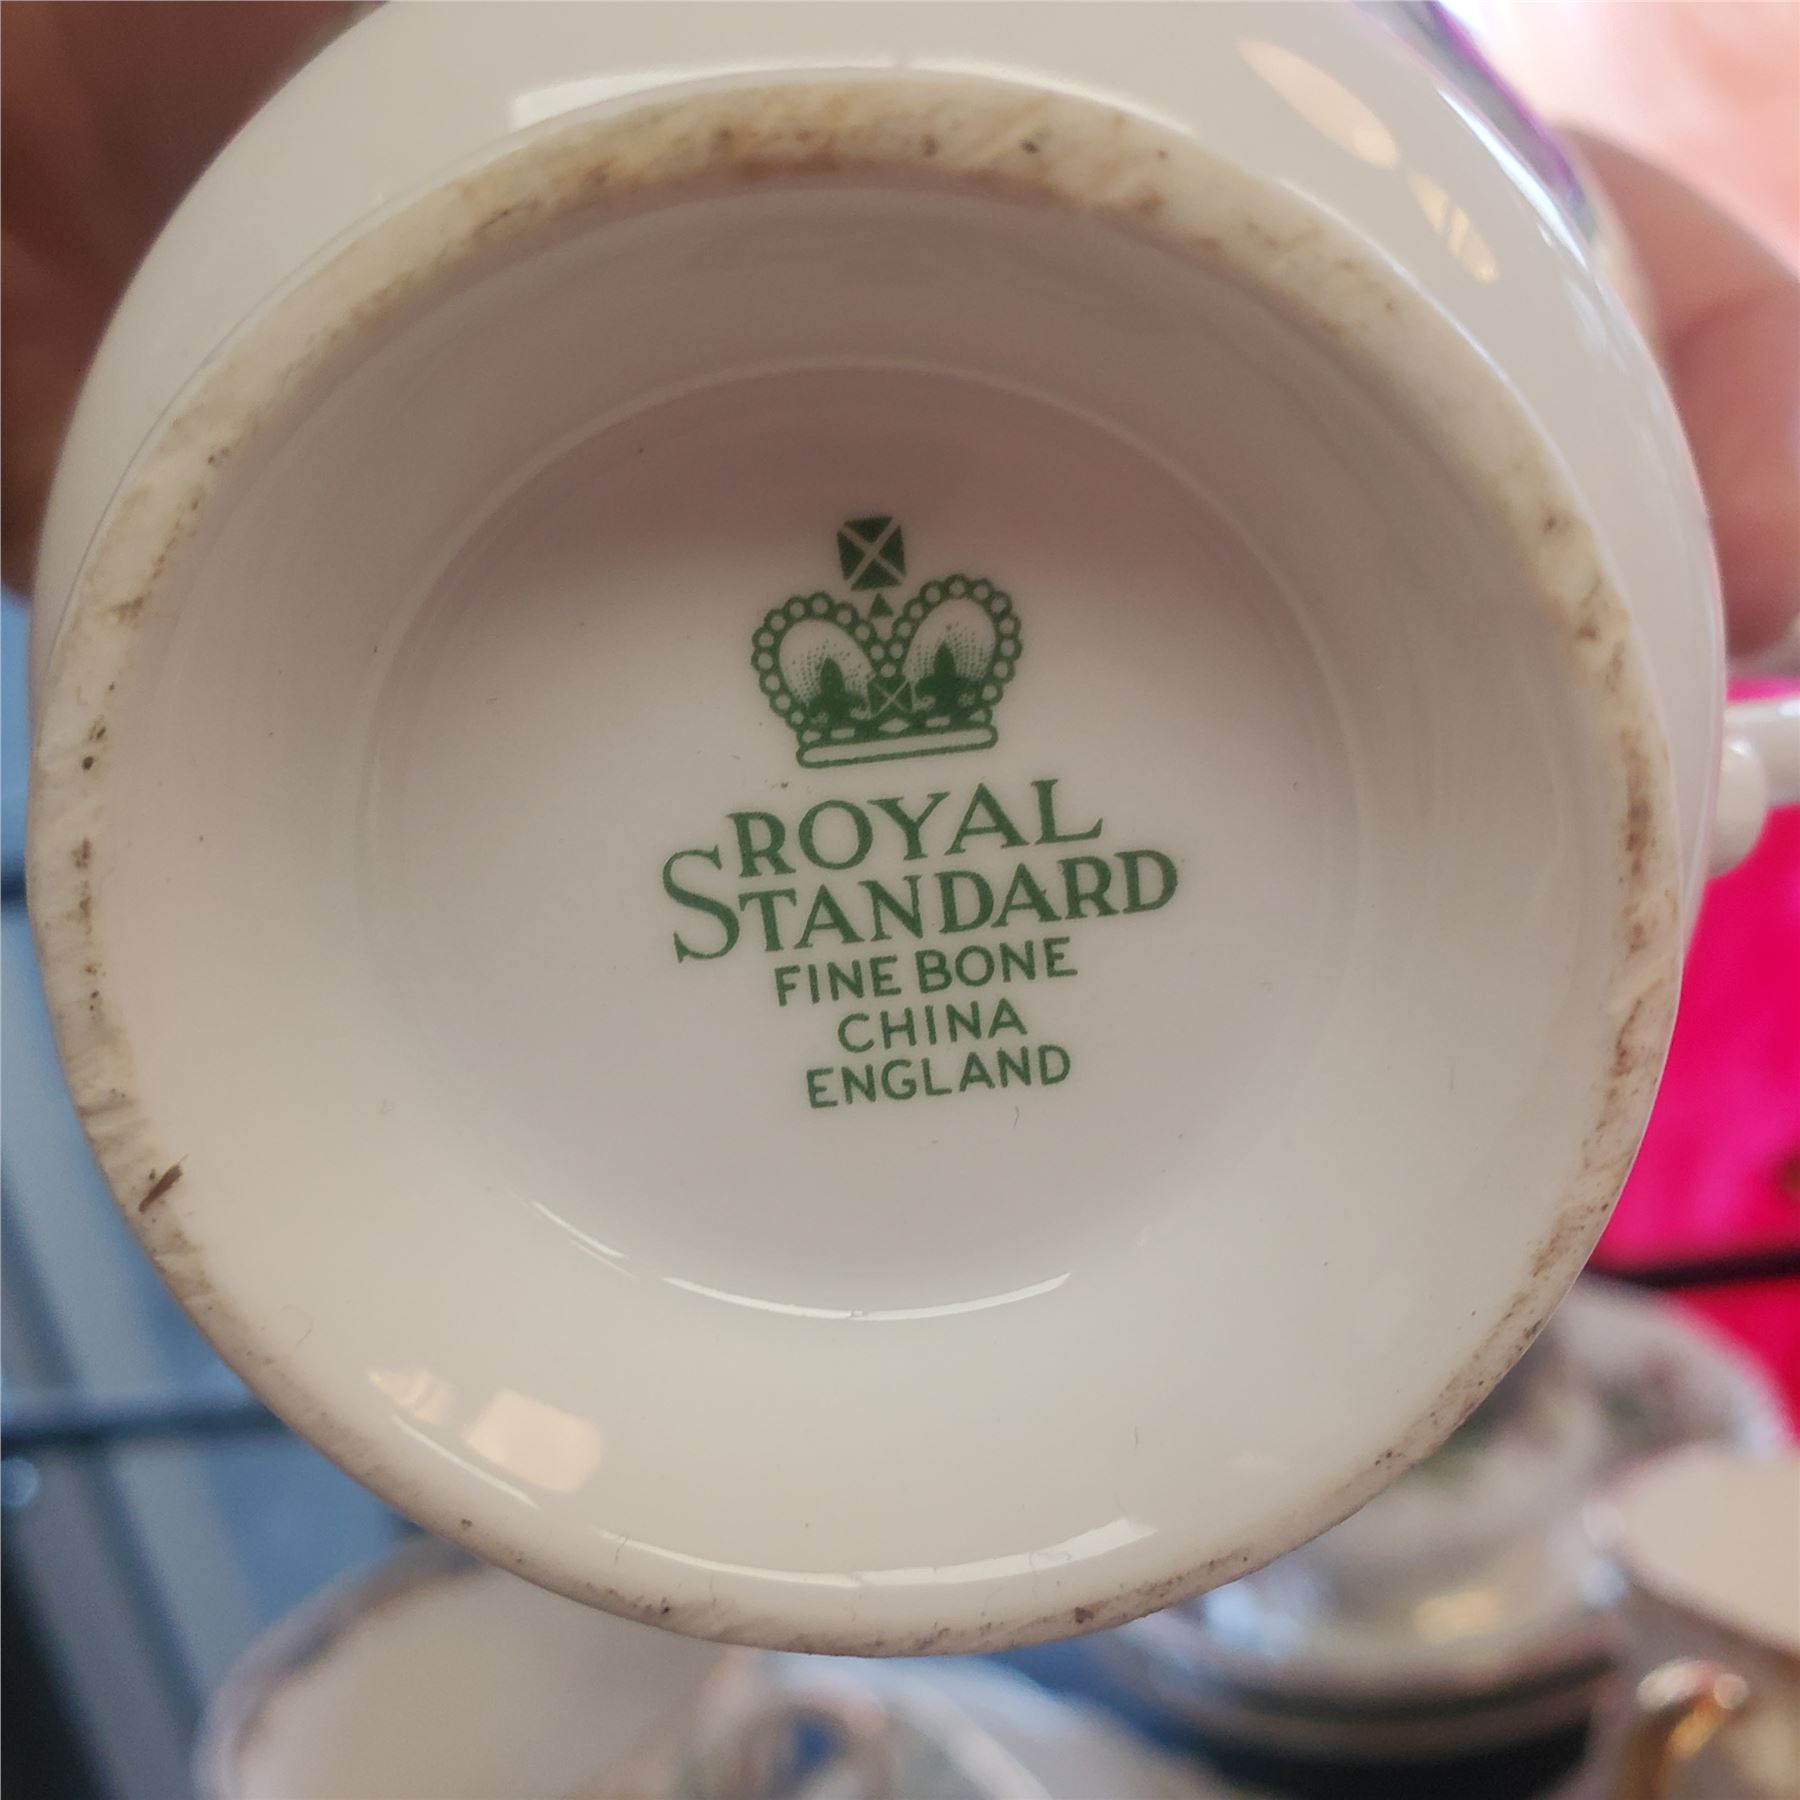 ROYAL
STANDARD
FINE BONE
CHINA
ENGLAND